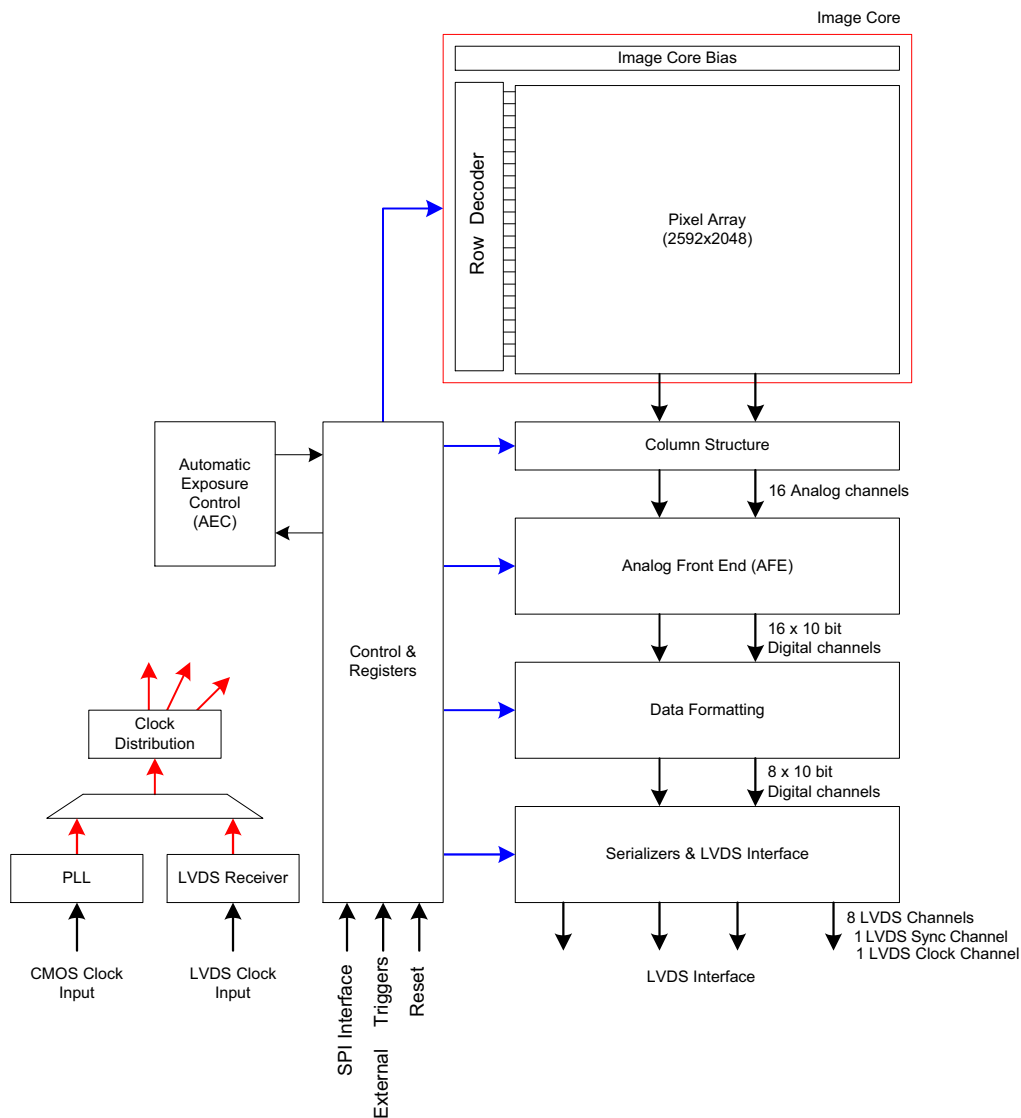 Image Core
Image Core Bias
Row Decoder
Pixel Array
(2592x2048)
Automatic
Exposure
Control
(AEC)
Column Structure
16 Analog channels
Analog Front End (AFE)
16 x 10 bit
Digital channels
Control &
Registers
Data Formatting
Clock
Distribution
8 x 10 bit
Digital channels
PLL
LVDS Receiver
Serializers & LVDS Interface
8 LVDS Channels
1 LVDS Sync Channel
1 LVDS Clock Channel
CMOS Clock
Input
LVDS Clock
Input
SPI Interface
External Triggers
Reset
LVDS Interface